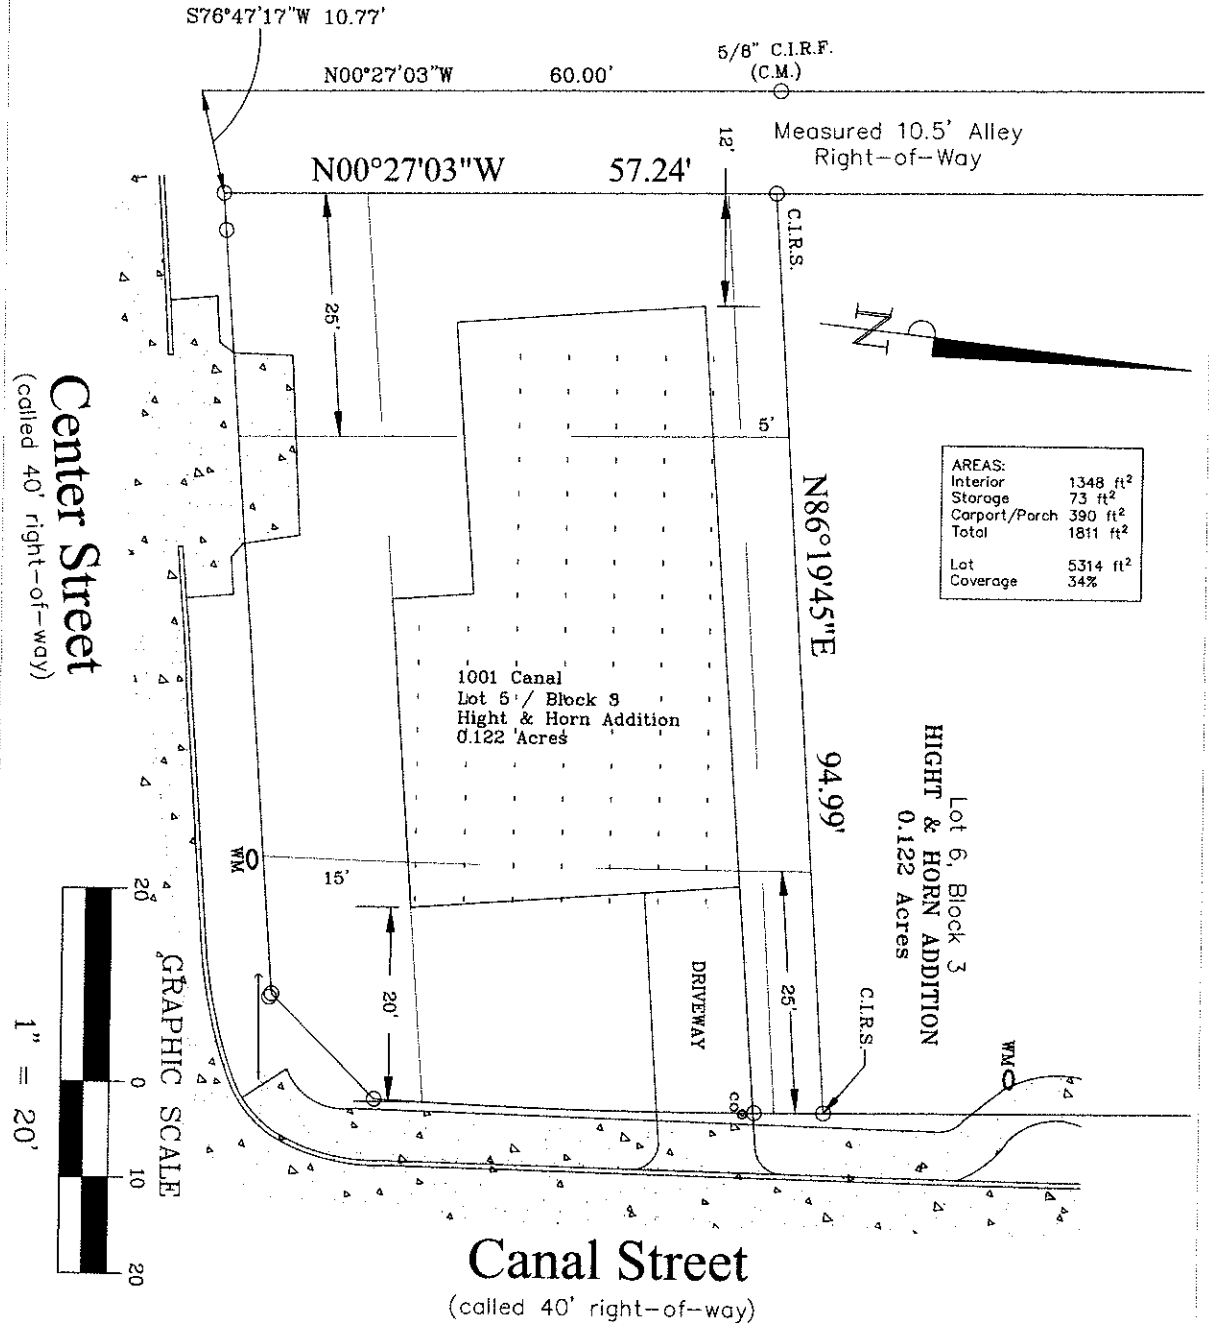 S76°47'17"W 10.77'
5/8" C.I.R.F.
(C.M.)
N00°27'03"W 60.00'
Measured 10.5' Alley
Right-of-Way
12'
N00°27'03"W 57.24'
C.I.R.S.
25'
N
5'
Center Street
(called 40' right-of-way)
N86°19'45"E 94.99'
AREAS:
Interior 1348 ft²
Storage 73 ft²
Carport/Porch 390 ft²
Total 1811 ft²
Lot 5314 ft²
Coverage 34%
1001 Canal
Lot 5 / Block 3
Hight & Horn Addition
0.122 Acres
Lot 6, Block 3
HIGHT & HORN ADDITION
0.122 Acres
WM
15'
20'
DRIVEWAY
25'
C.I.R.S.
WM
CO
20 0 10 20
GRAPHIC SCALE
1" = 20'
Canal Street
(called 40' right-of-way)